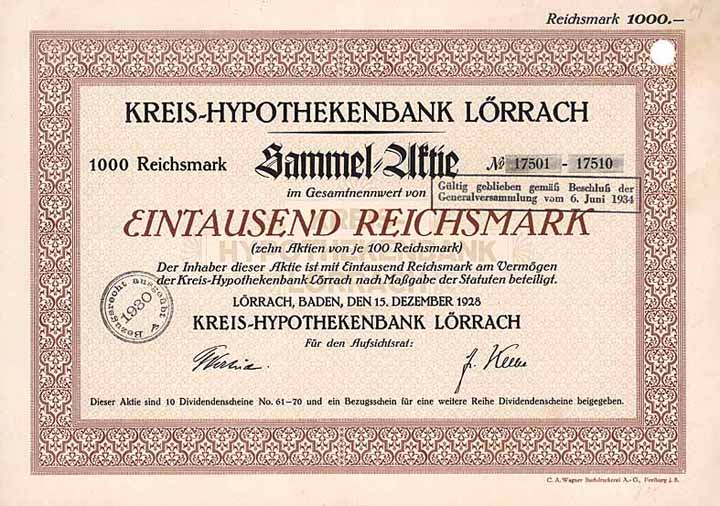 Reichsmark 1000.—
KREIS-HYPOTHEKENBANK LÖRRACH
1000 Reichsmark Sammel-Aktie № 17501 - 17510
im Gesamtnennwert von
Gültig geblieben gemäß Beschluß der
Generalversammlung vom 6. Juni 1934
EINTAUSEND REICHSMARK
KREIS
HYPOTHEKENBANK
(zehn Aktien von je 100 Reichsmark)
Der Inhaber dieser Aktie ist mit Eintausend Reichsmark am Vermögen
der Kreis-Hypothekenbank Lörrach nach Maßgabe der Statuten beteiligt.
Bezugsrecht ausgeübt A
1930
LÖRRACH, BADEN, DEN 15. DEZEMBER 1928
KREIS-HYPOTHEKENBANK LÖRRACH
Für den Aufsichtsrat:
Dieser Aktie sind 10 Dividendenscheine No. 61-70 und ein Bezugsschein für eine weitere Reihe Dividendenscheine beigegeben.
C. A. Wagner Buchdruckerei A.-G., Freiburg i. B.